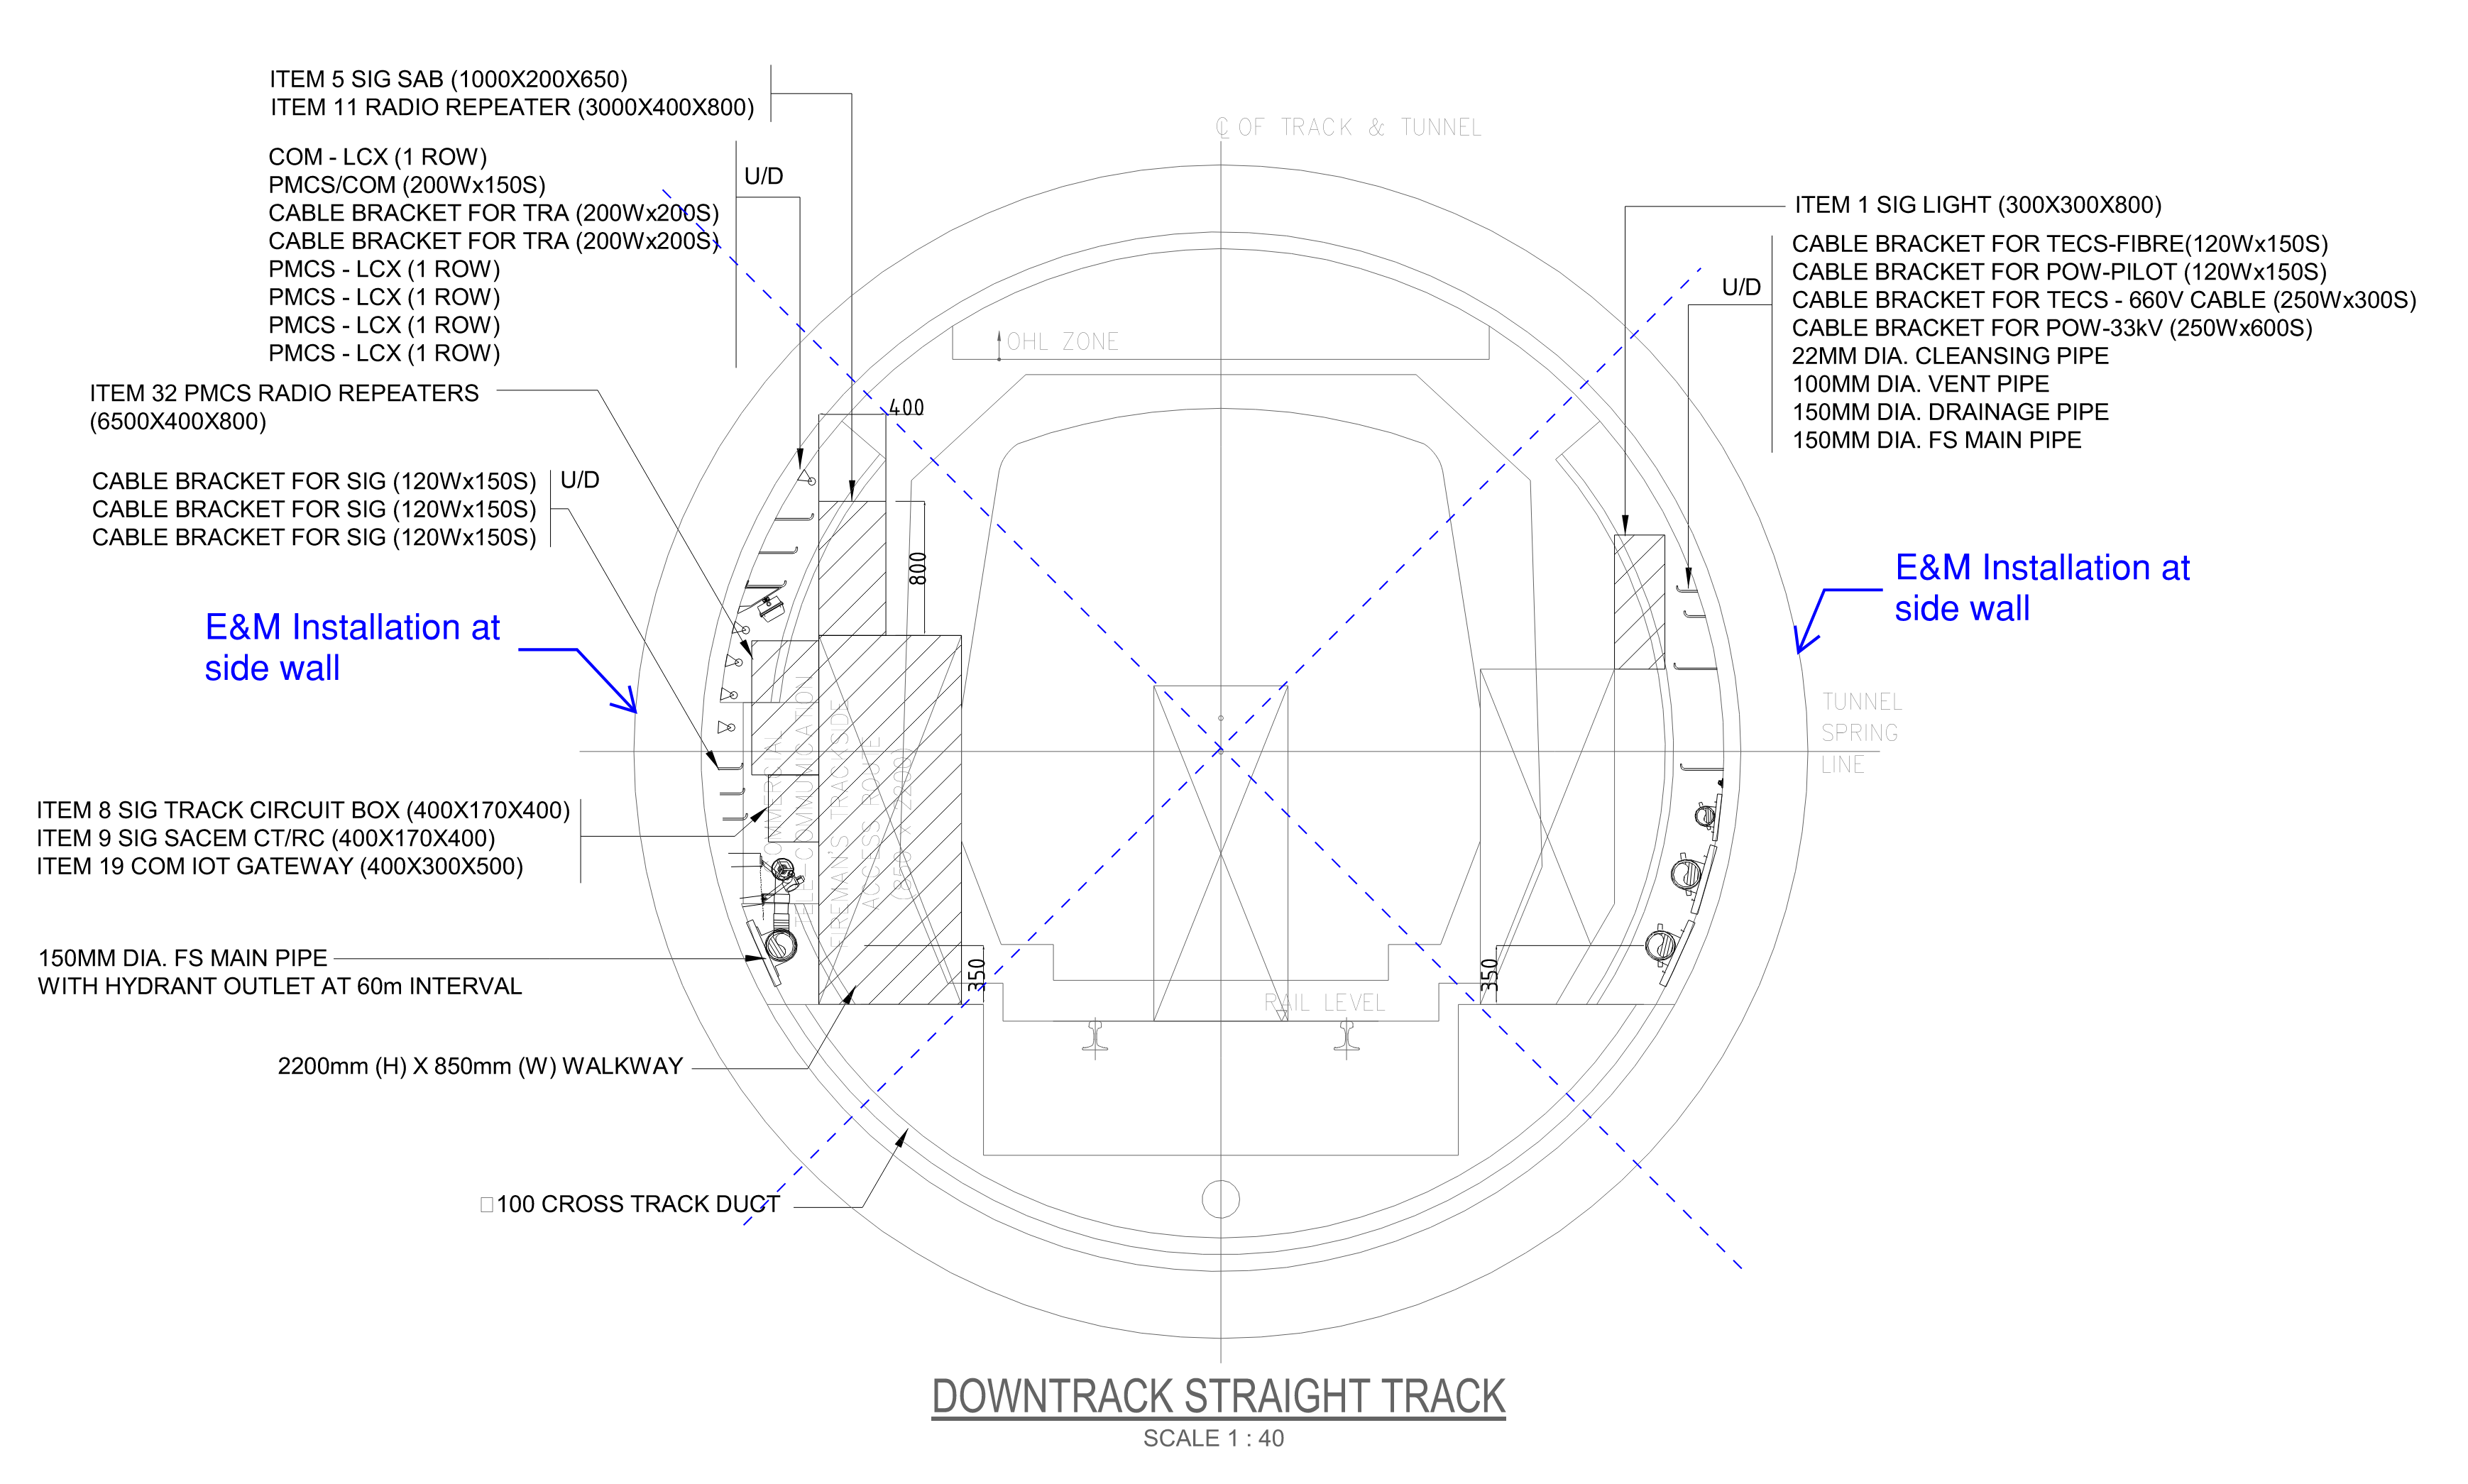 ITEM 5 SIG SAB (1000X200X650)
ITEM 11 RADIO REPEATER (3000X400X800)
COM - LCX (1 ROW)
PMCS/COM (200Wx150S)
CABLE BRACKET FOR TRA (200Wx200S)
CABLE BRACKET FOR TRA (200Wx200S)
PMCS - LCX (1 ROW)
PMCS - LCX (1 ROW)
PMCS - LCX (1 ROW)
PMCS - LCX (1 ROW)
U/D
ITEM 32 PMCS RADIO REPEATERS
(6500X400X800)
CABLE BRACKET FOR SIG (120Wx150S)
CABLE BRACKET FOR SIG (120Wx150S)
CABLE BRACKET FOR SIG (120Wx150S)
U/D
E&M Installation at
side wall
ITEM 8 SIG TRACK CIRCUIT BOX (400X170X400)
ITEM 9 SIG SACEM CT/RC (400X170X400)
ITEM 19 COM IOT GATEWAY (400X300X500)
150MM DIA. FS MAIN PIPE
WITH HYDRANT OUTLET AT 60m INTERVAL
2200mm (H) X 850mm (W) WALKWAY
□100 CROSS TRACK DUCT
℄ OF TRACK & TUNNEL
OHL ZONE
400
800
COMMERCIAL
TELECOMMUNICATION
FIREMAN'S TRACKSIDE
ACCESS ROUTE
(850 x 2200)
350
350
RAIL LEVEL
ITEM 1 SIG LIGHT (300X300X800)
U/D
CABLE BRACKET FOR TECS-FIBRE(120Wx150S)
CABLE BRACKET FOR POW-PILOT (120Wx150S)
CABLE BRACKET FOR TECS - 660V CABLE (250Wx300S)
CABLE BRACKET FOR POW-33kV (250Wx600S)
22MM DIA. CLEANSING PIPE
100MM DIA. VENT PIPE
150MM DIA. DRAINAGE PIPE
150MM DIA. FS MAIN PIPE
E&M Installation at
side wall
TUNNEL
SPRING
LINE
DOWNTRACK STRAIGHT TRACK
SCALE 1 : 40